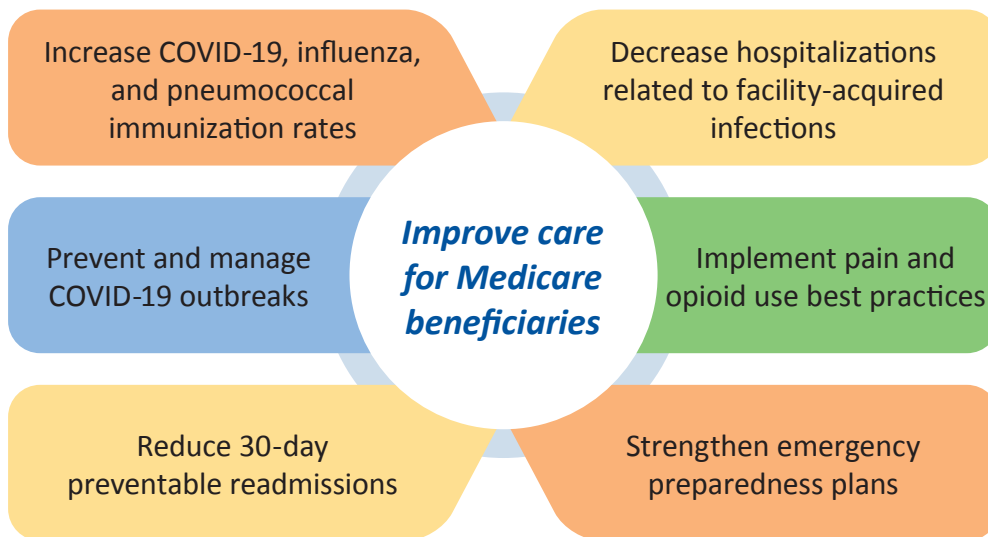 Increase COVID-19, influenza,
and pneumococcal
immunization rates
Decrease hospitalizations
related to facility-acquired
infections
Prevent and manage
COVID-19 outbreaks
Improve care
for Medicare
beneficiaries
Implement pain and
opioid use best practices
Reduce 30-day
preventable readmissions
Strengthen emergency
preparedness plans